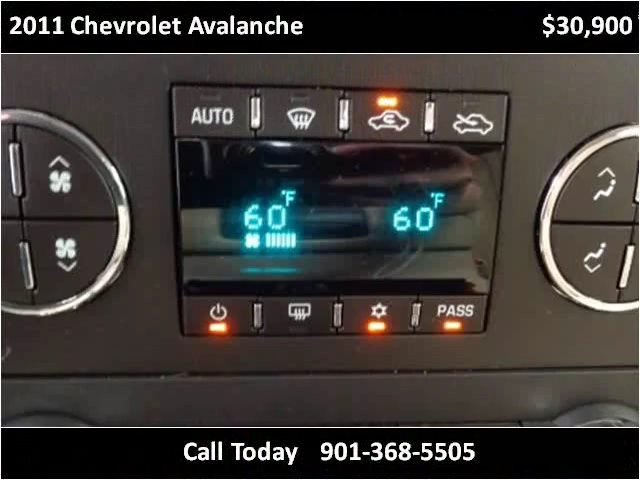 2011 Chevrolet Avalanche $30,900
AUTO
60°F 60°F
PASS
Call Today 901-368-5505